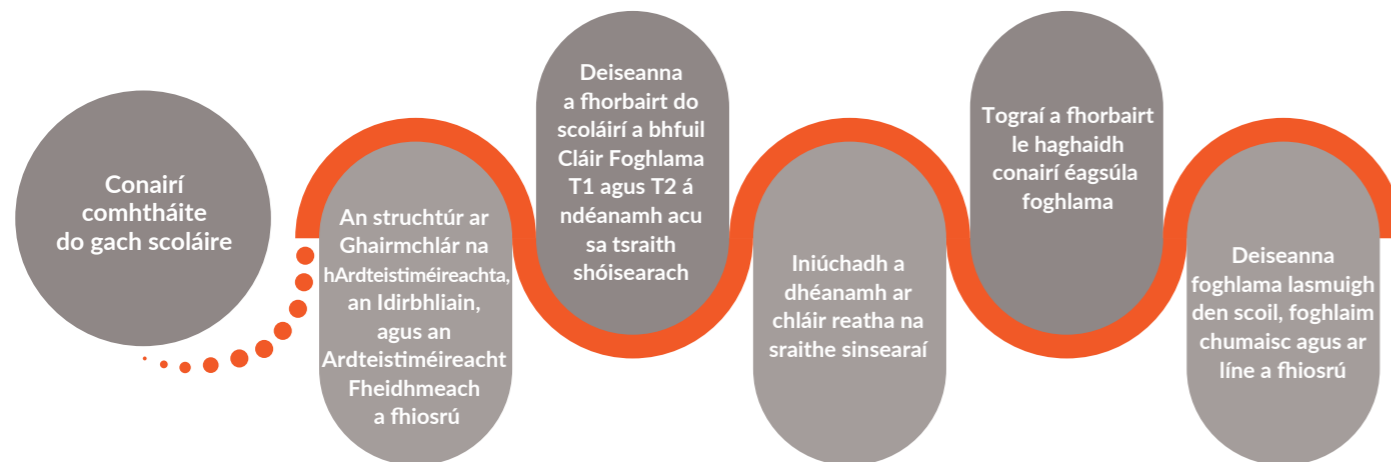 Conairí
comhtháite
do gach scoláire
An struchtúr ar
Ghairmchlár na
hArdteistiméireachta,
an Idirbhliain,
agus an
Ardteistiméireacht
Fheidhmeach
a fhiosrú
Deiseanna
a fhorbairt do
scoláirí a bhfuil
Cláir Foghlama
T1 agus T2 á
ndéanamh acu
sa tsraith
shóisearach
Iniúchadh a
dhéanamh ar
chláir reatha na
sraithe sinsearaí
Tograí a fhorbairt
le haghaidh
conairí éagsúla
foghlama
Deiseanna
foghlama lasmuigh
den scoil, foghlaim
chumaisc agus ar
líne a fhiosrú